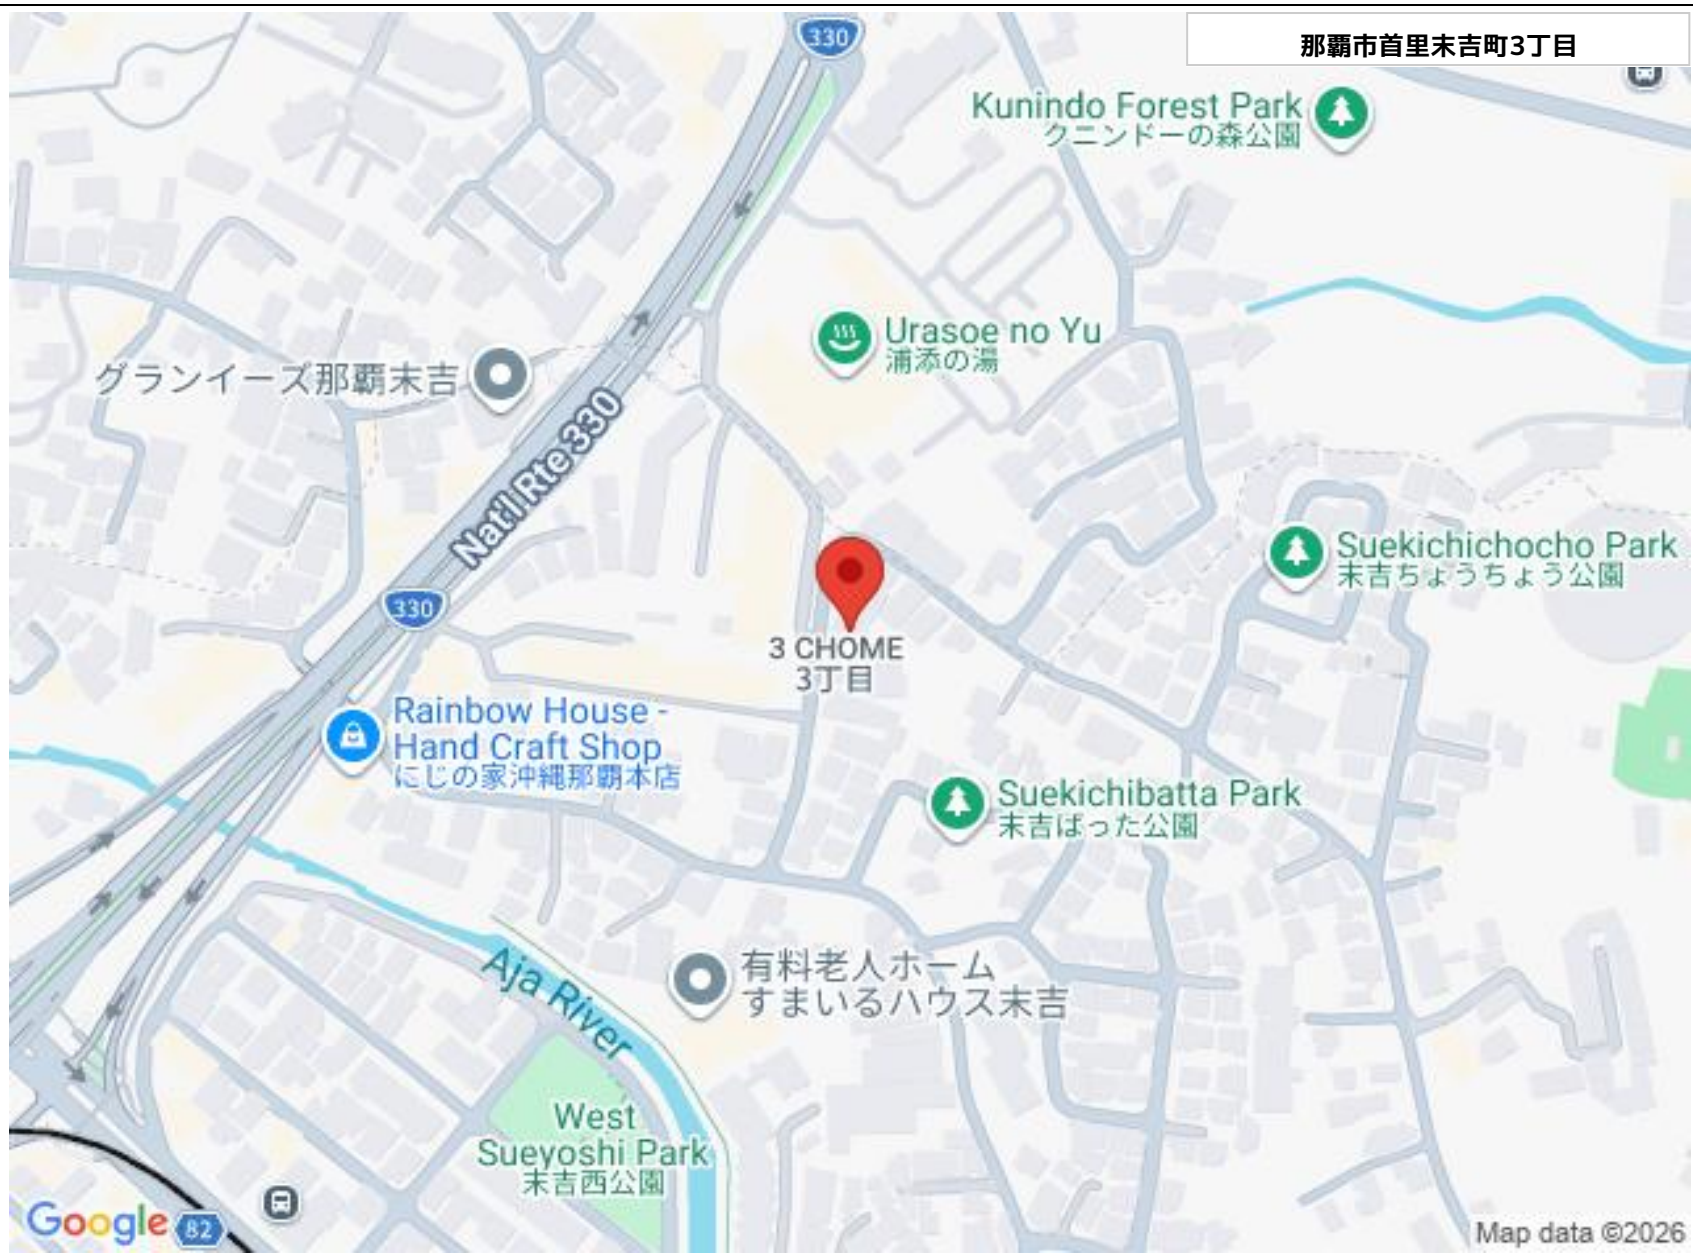 330
那覇市首里末吉町3丁目
Kunindo Forest Park
クニンドーの森公園
Urasoe no Yu
浦添の湯
グランイーズ那覇末吉
Nat'l Rte 330
Suekichichocho Park
末吉ちょうちょう公園
330
3 CHOME
3丁目
Rainbow House -
Hand Craft Shop
にじの家沖縄那覇本店
Suekichibatta Park
末吉ばった公園
Aja River
有料老人ホーム
すまいるハウス末吉
West
Sueyoshi Park
末吉西公園
Google
82
Map data ©2026